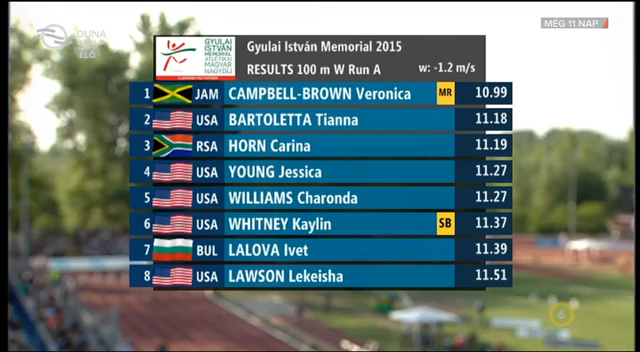 DUNA
ÉLŐ
MÉG 11 NAP
GYULAI
ISTVÁN
MEMORIAL
ATLÉTIKAI
MAGYAR
NAGYDÍJ
Gyulai István Memorial 2015
RESULTS 100 m W Run A w: -1.2 m/s
1 JAM CAMPBELL-BROWN Veronica MR 10.99
2 USA BARTOLETTA Tianna 11.18
3 RSA HORN Carina 11.19
4 USA YOUNG Jessica 11.27
5 USA WILLIAMS Charonda 11.27
6 USA WHITNEY Kaylin SB 11.37
7 BUL LALOVA Ivet 11.39
8 USA LAWSON Lekeisha 11.51
6